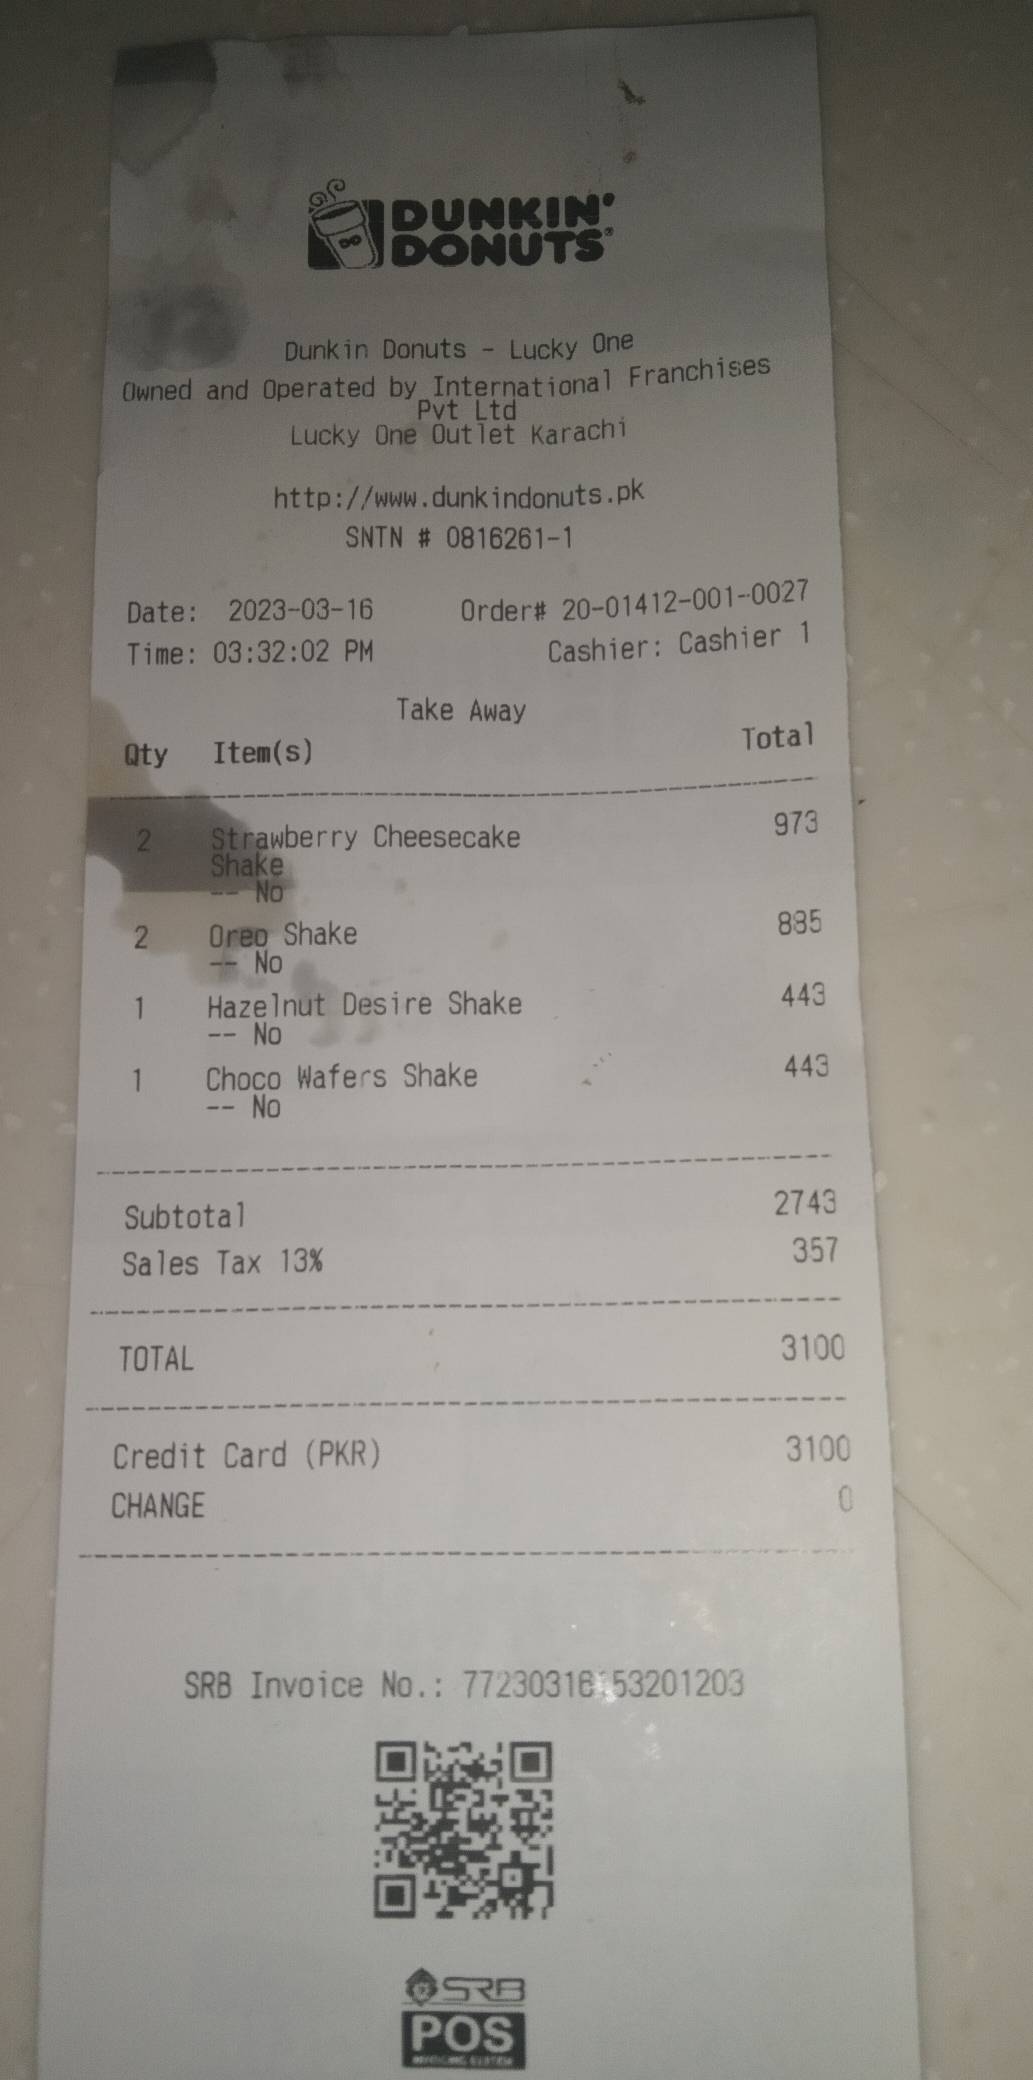 DUNKIN'
DONUTS®
Dunkin Donuts - Lucky One
Owned and Operated by International Franchises
Pvt Ltd
Lucky One Outlet Karachi
http://www.dunkindonuts.pk
SNTN # 0816261-1
Date: 2023-03-16 Order# 20-01412-001-0027
Time: 03:32:02 PM Cashier: Cashier 1
Take Away
Qty Item(s) Total
2 Strawberry Cheesecake 973
Shake
-- No
2 Oreo Shake 885
-- No
1 Hazelnut Desire Shake 443
-- No
1 Choco Wafers Shake 443
-- No
Subtotal 2743
Sales Tax 13% 357
TOTAL 3100
Credit Card (PKR) 3100
CHANGE 0
SRB Invoice No.:
SRB
POS